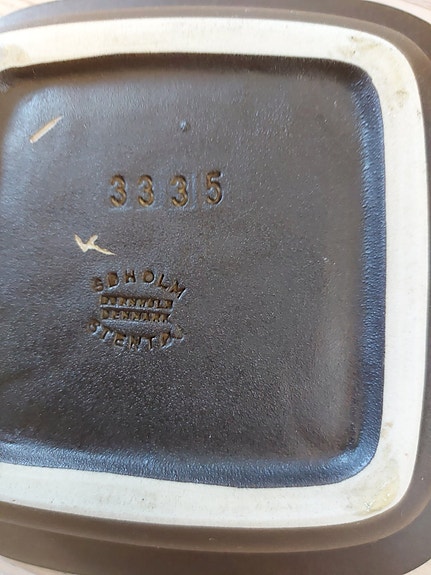 3335
SØHOLM
BORNHOLM
DENMARK
STENTØJ